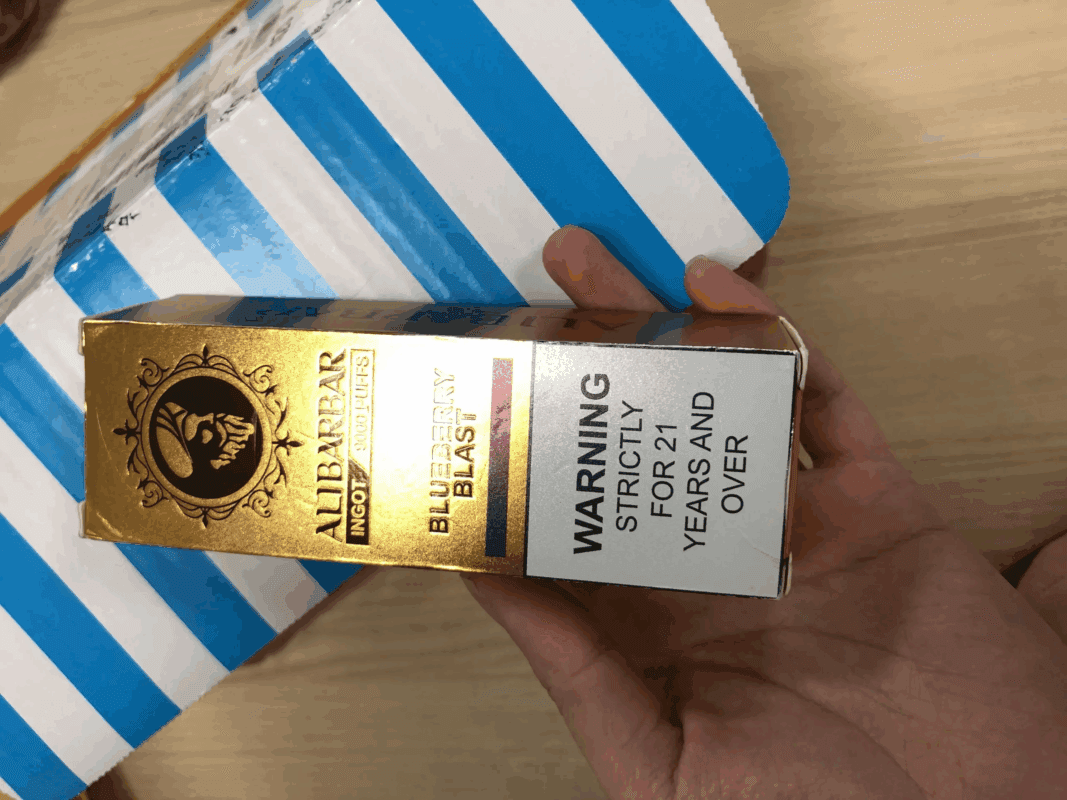 ALIBARBAR
INGOT 9000 PUFFS
BLUEBERRY
BLAST
WARNING
STRICTLY
FOR 21
YEARS AND
OVER